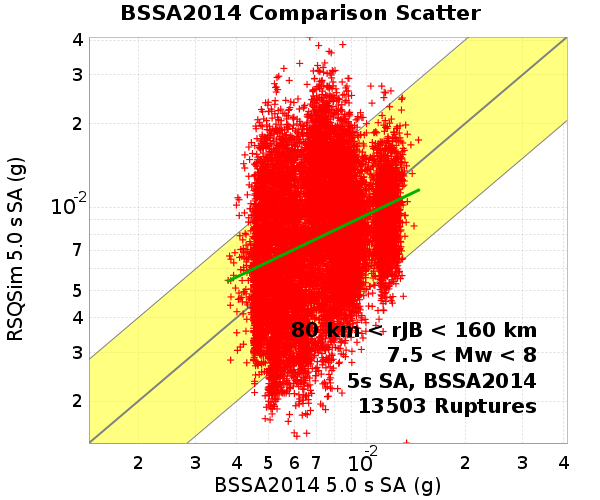 BSSA2014 Comparison Scatter
4
3
2
10-2
7
5
4
3
2
RSQSim 5.0 s SA (g)
80 km < rJB < 160 km
7.5 < Mw < 8
5s SA, BSSA2014
13503 Ruptures
2 3 4 5 6 7 10-2 2 3 4
BSSA2014 5.0 s SA (g)